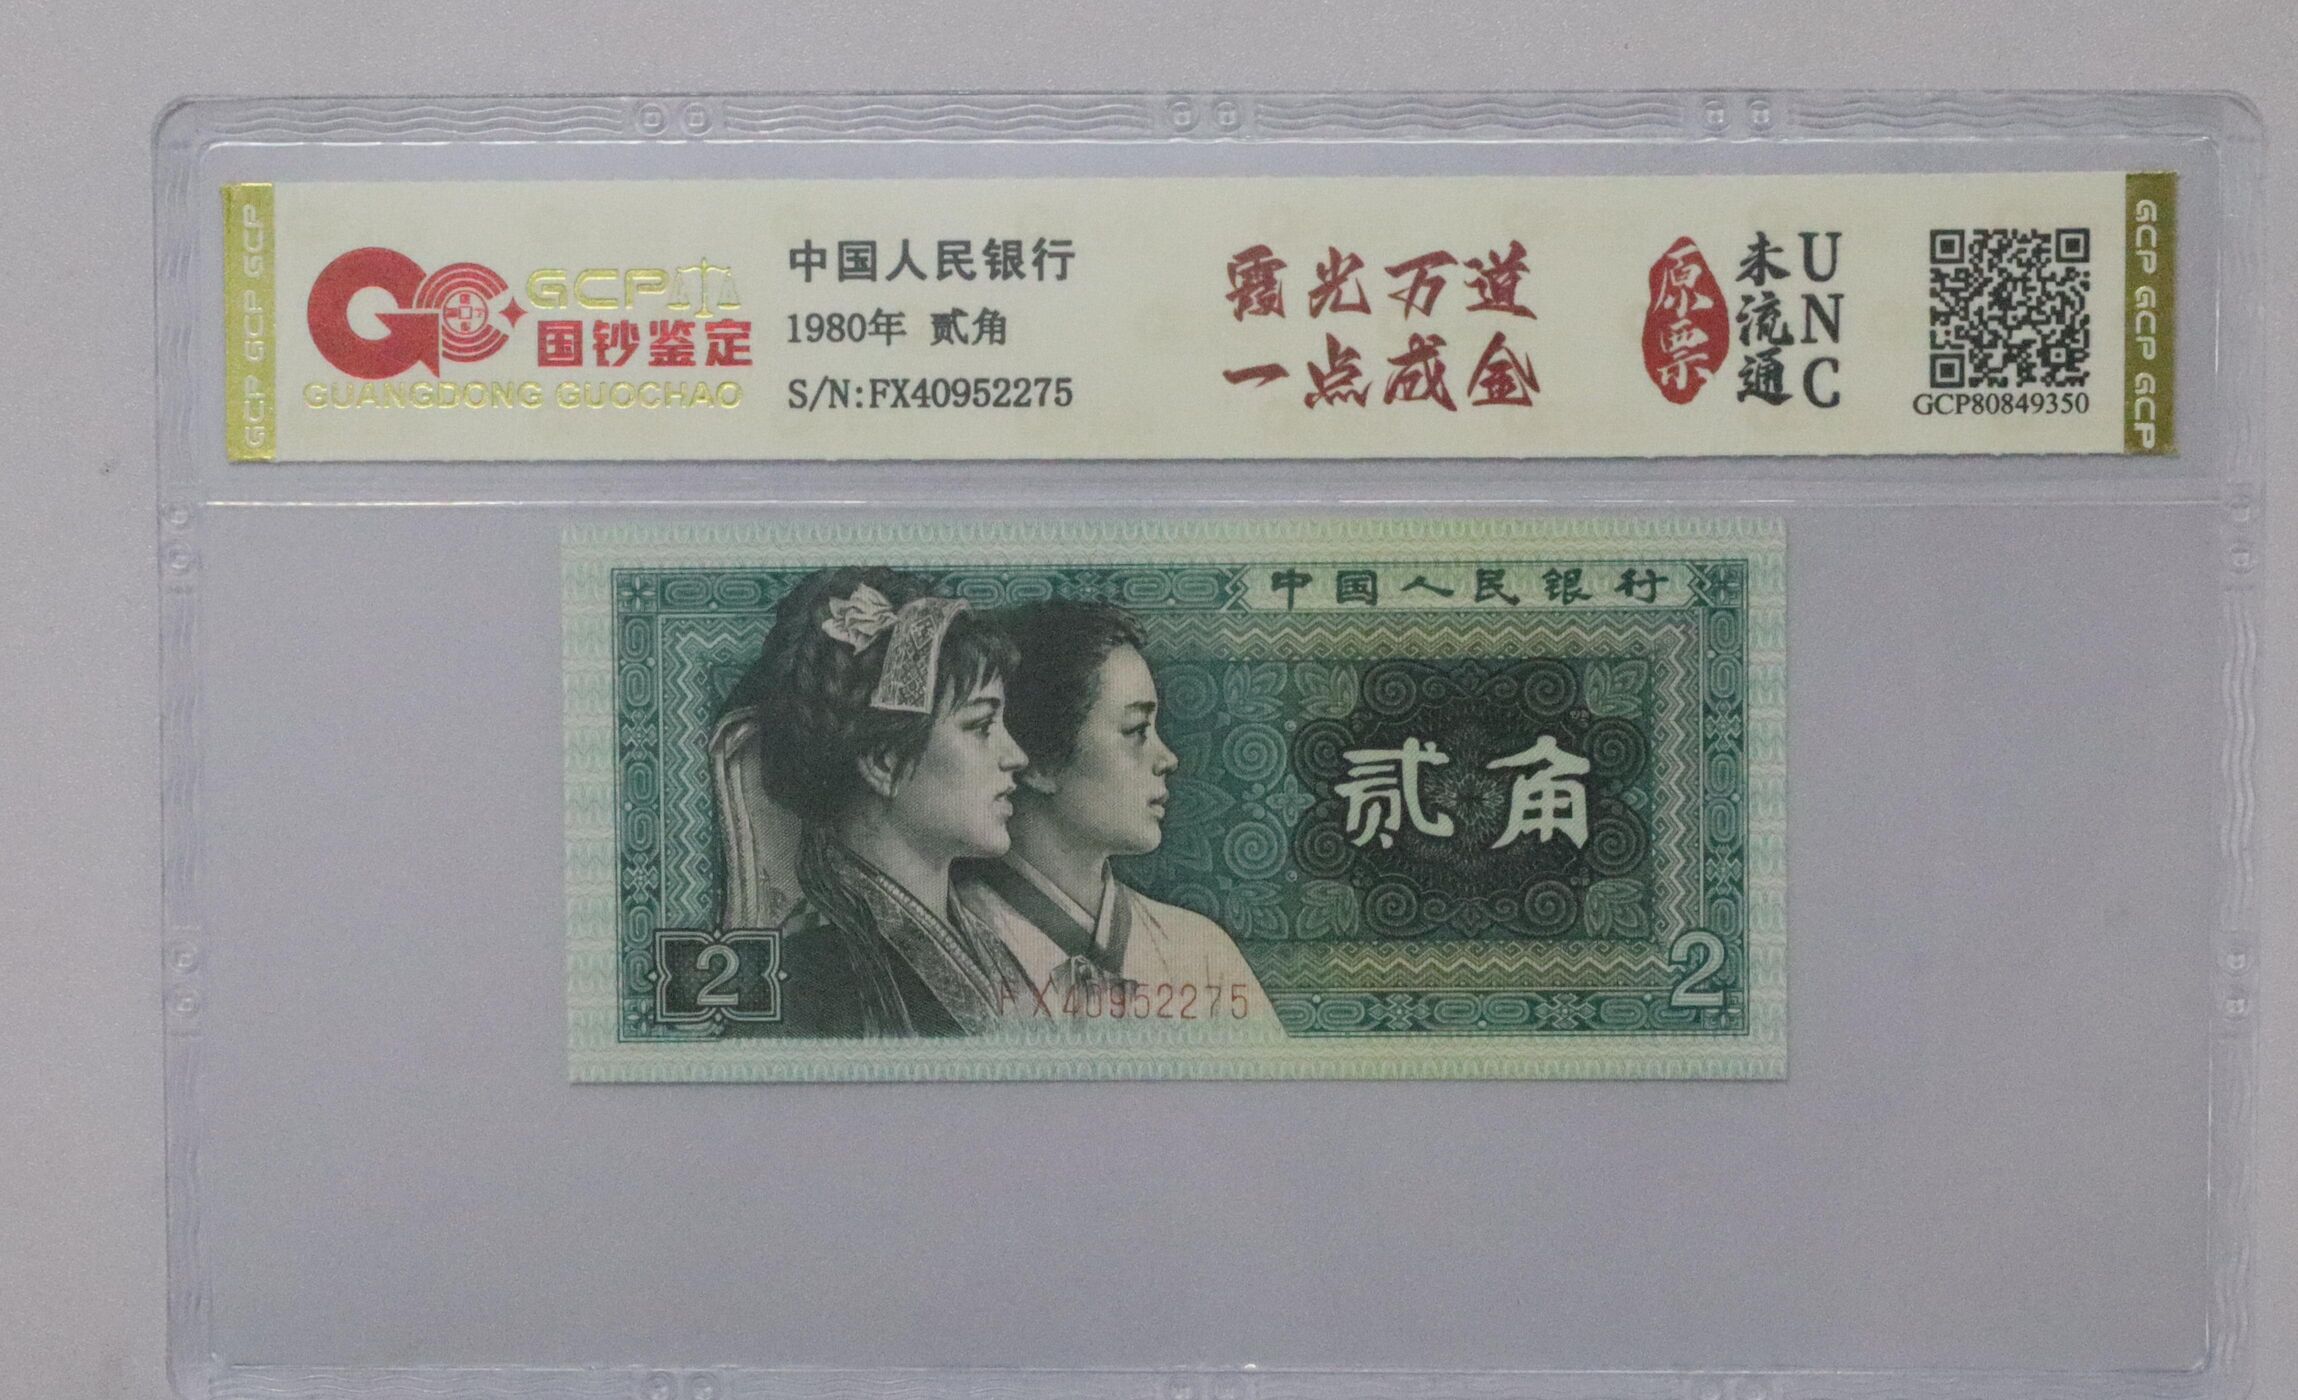 GCP GCP GCP
GCP
国钞鉴定
GUANGDONG GUOCHAO
中国人民银行
1980年 贰角
S/N:FX40952275
霞光万道
一点成金
原票
未流通
UNC
GCP80849350
GCP GCP GCP
中国人民银行
贰角
2
FX40952275
2